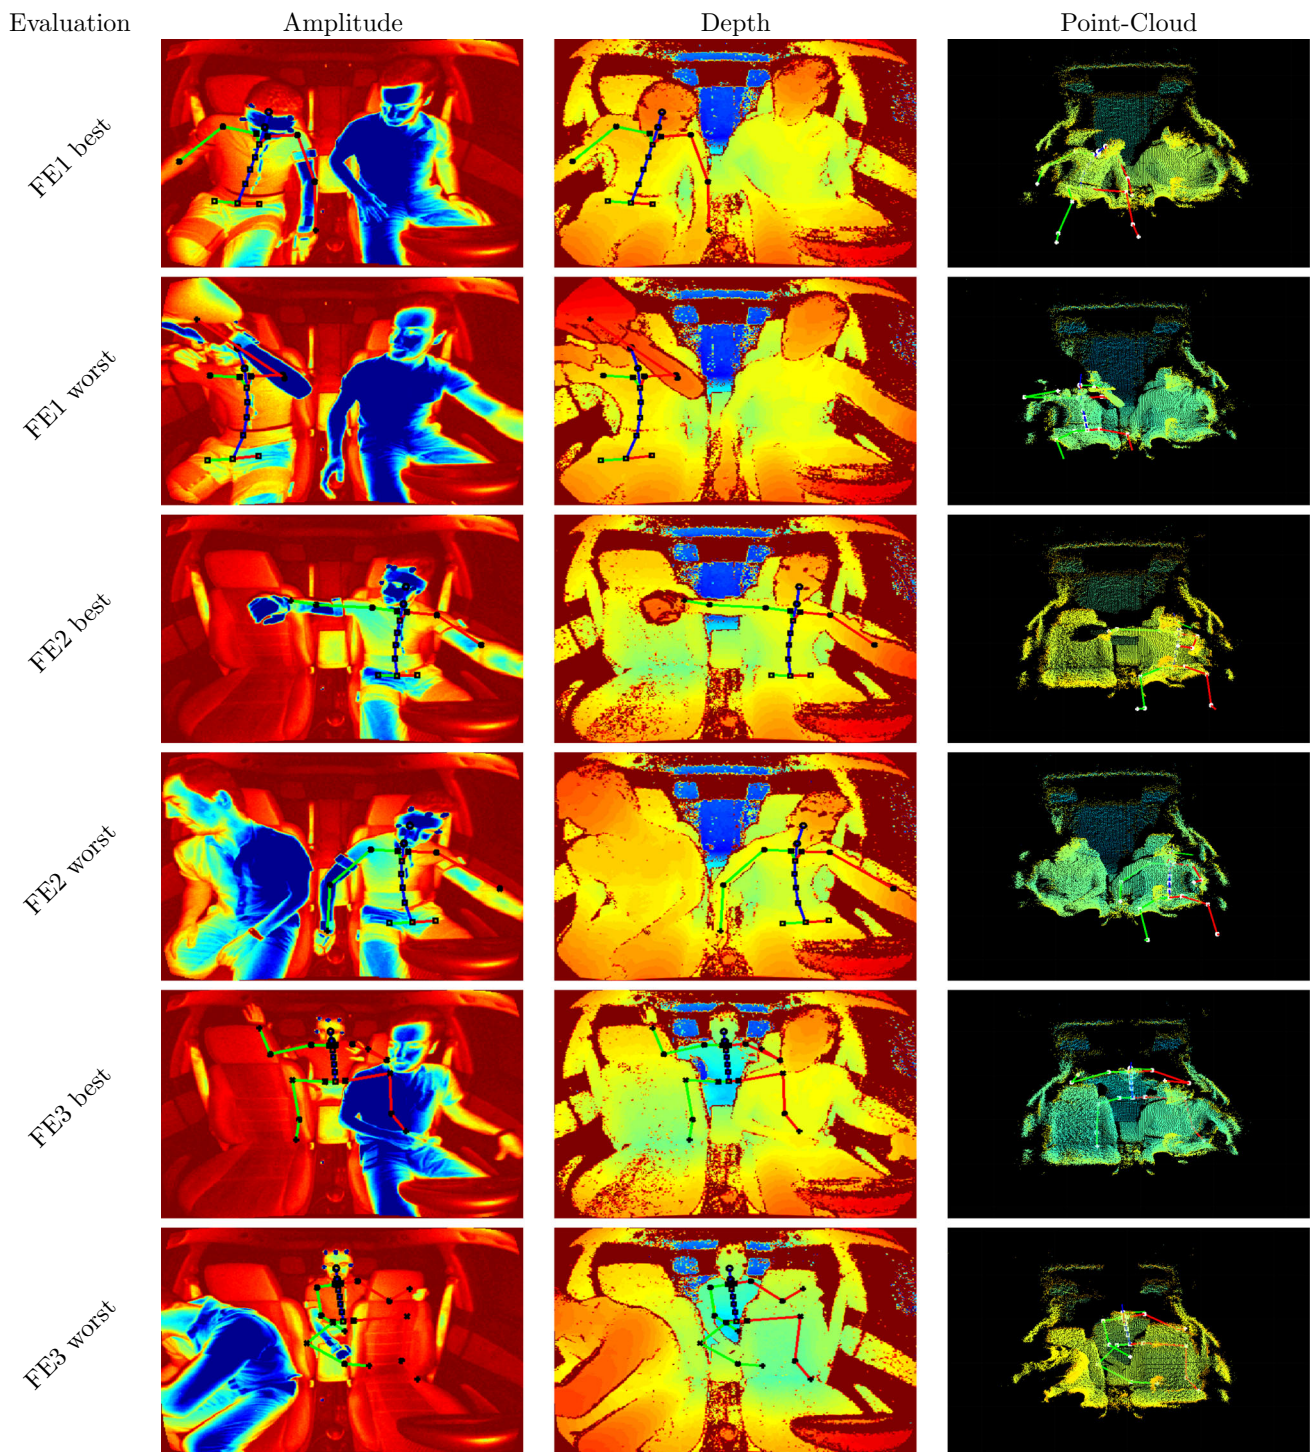 Evaluation Amplitude Depth Point-Cloud
FE1 best
FE1 worst
FE2 best
FE2 worst
FE3 best
FE3 worst